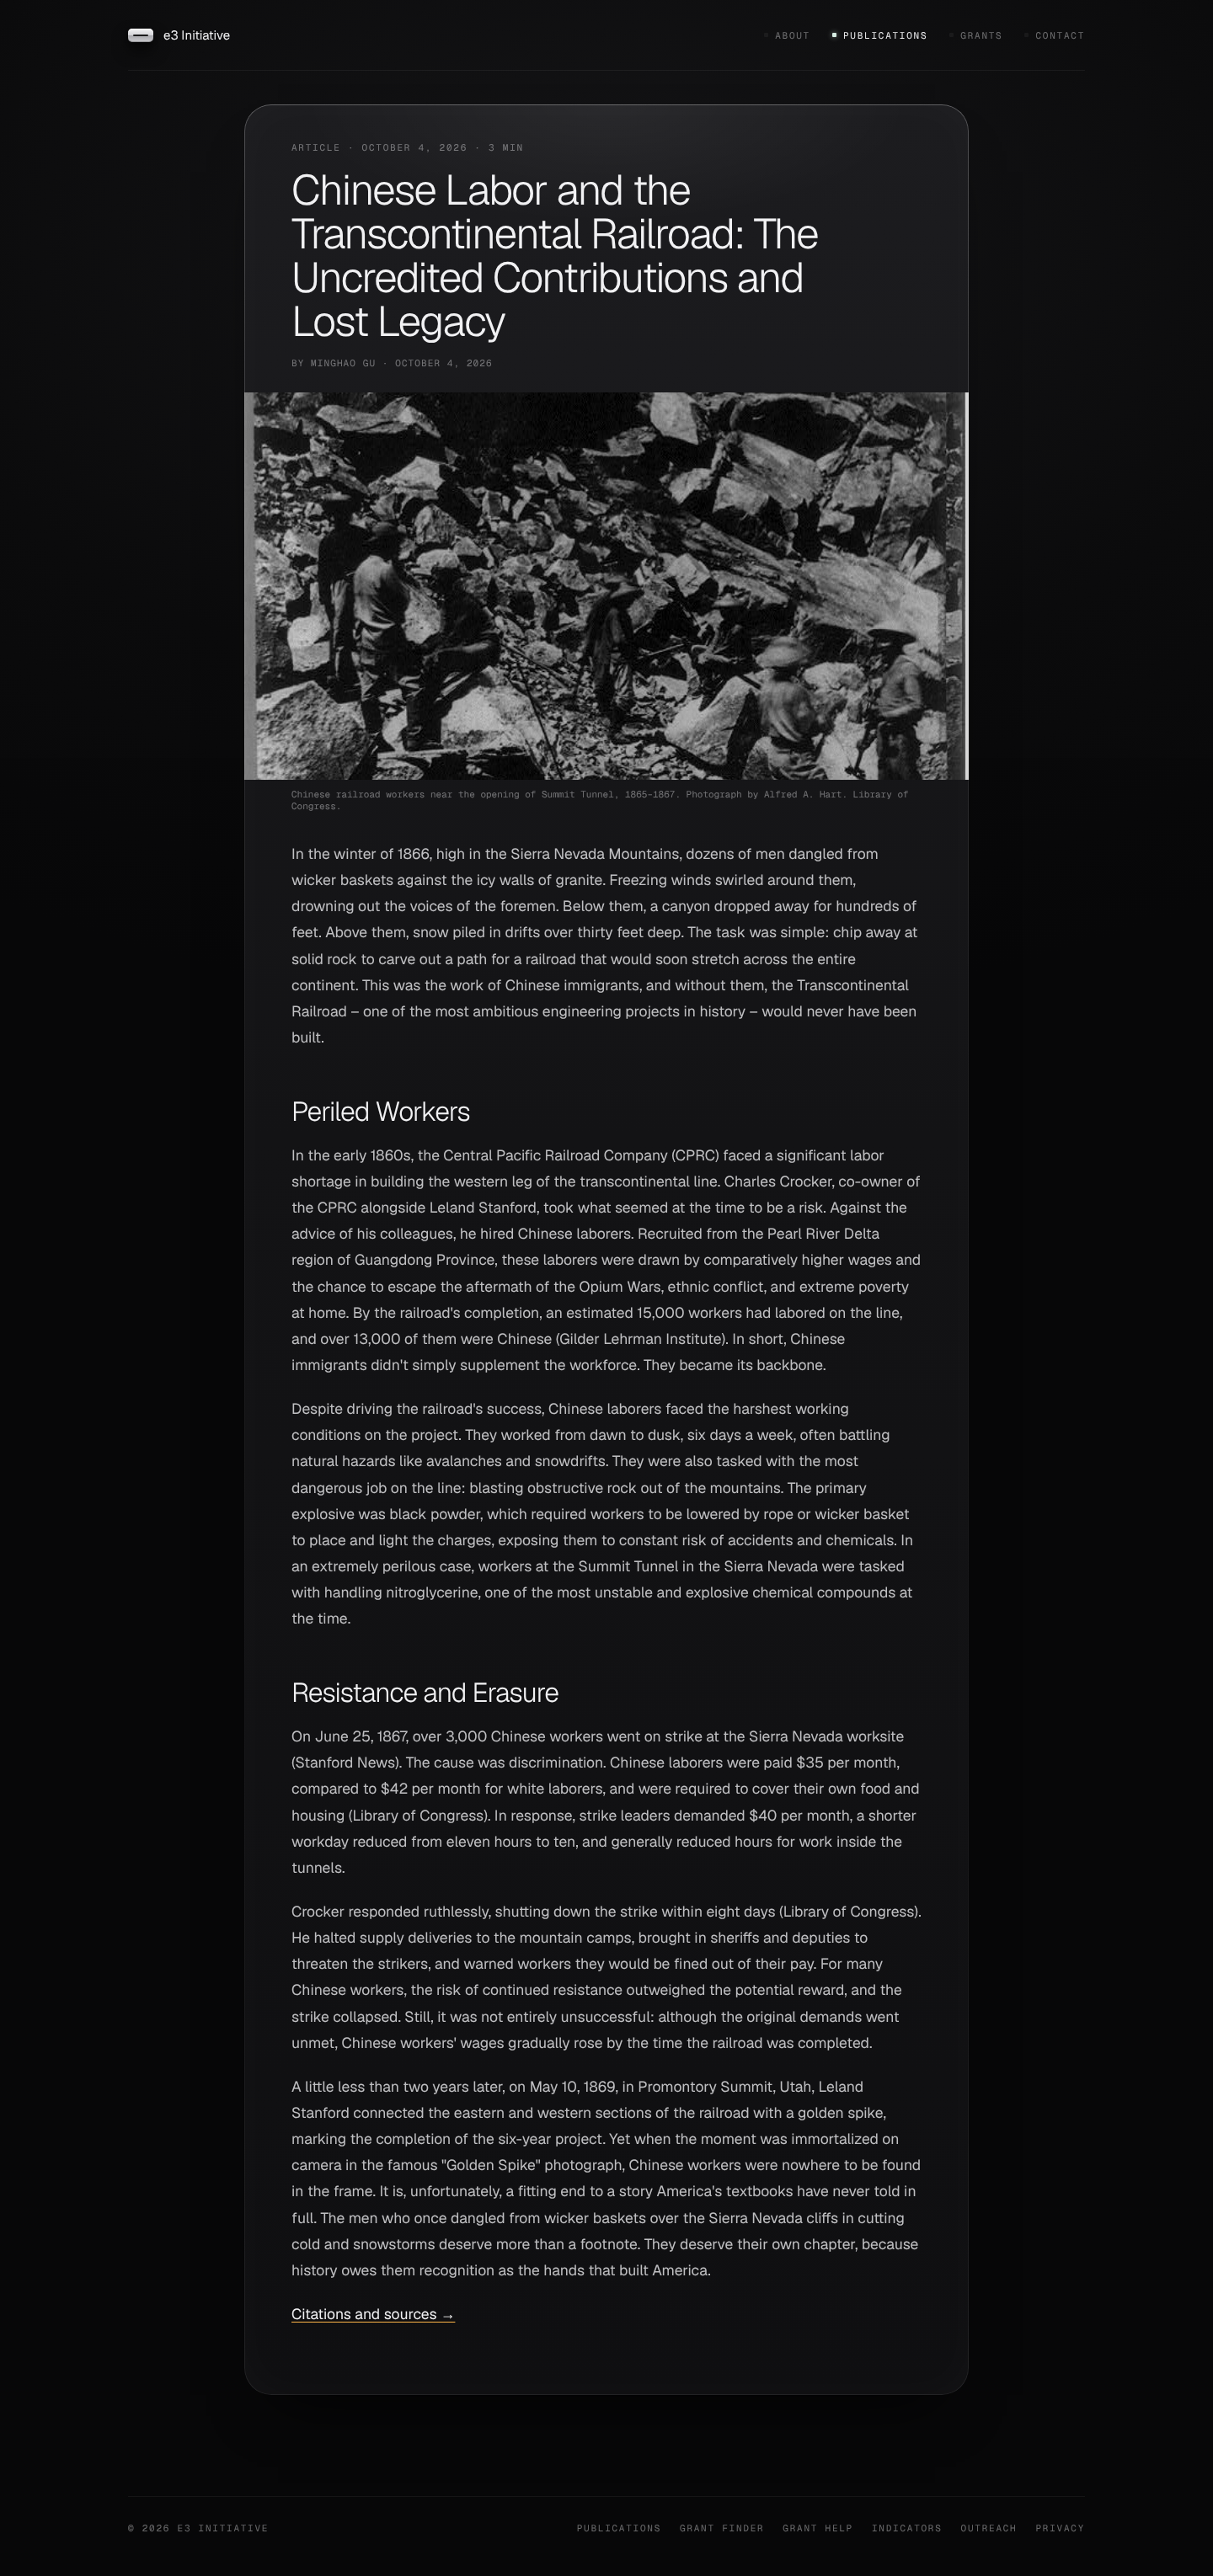 e3 Initiative
ABOUT
PUBLICATIONS
GRANTS
CONTACT
ARTICLE · OCTOBER 4, 2026 · 3 MIN
Chinese Labor and the
Transcontinental Railroad: The
Uncredited Contributions and
Lost Legacy
BY MINGHAO GU · OCTOBER 4, 2026
Chinese railroad workers near the opening of Summit Tunnel, 1865–1867. Photograph by Alfred A. Hart. Library of
Congress.
In the winter of 1866, high in the Sierra Nevada Mountains, dozens of men dangled from
wicker baskets against the icy walls of granite. Freezing winds swirled around them,
drowning out the voices of the foremen. Below them, a canyon dropped away for hundreds of
feet. Above them, snow piled in drifts over thirty feet deep. The task was simple: chip away at
solid rock to carve out a path for a railroad that would soon stretch across the entire
continent. This was the work of Chinese immigrants, and without them, the Transcontinental
Railroad – one of the most ambitious engineering projects in history – would never have been
built.
Periled Workers
In the early 1860s, the Central Pacific Railroad Company (CPRC) faced a significant labor
shortage in building the western leg of the transcontinental line. Charles Crocker, co-owner of
the CPRC alongside Leland Stanford, took what seemed at the time to be a risk. Against the
advice of his colleagues, he hired Chinese laborers. Recruited from the Pearl River Delta
region of Guangdong Province, these laborers were drawn by comparatively higher wages and
the chance to escape the aftermath of the Opium Wars, ethnic conflict, and extreme poverty
at home. By the railroad's completion, an estimated 15,000 workers had labored on the line,
and over 13,000 of them were Chinese (Gilder Lehrman Institute). In short, Chinese
immigrants didn't simply supplement the workforce. They became its backbone.
Despite driving the railroad's success, Chinese laborers faced the harshest working
conditions on the project. They worked from dawn to dusk, six days a week, often battling
natural hazards like avalanches and snowdrifts. They were also tasked with the most
dangerous job on the line: blasting obstructive rock out of the mountains. The primary
explosive was black powder, which required workers to be lowered by rope or wicker basket
to place and light the charges, exposing them to constant risk of accidents and chemicals. In
an extremely perilous case, workers at the Summit Tunnel in the Sierra Nevada were tasked
with handling nitroglycerine, one of the most unstable and explosive chemical compounds at
the time.
Resistance and Erasure
On June 25, 1867, over 3,000 Chinese workers went on strike at the Sierra Nevada worksite
(Stanford News). The cause was discrimination. Chinese laborers were paid $35 per month,
compared to $42 per month for white laborers, and were required to cover their own food and
housing (Library of Congress). In response, strike leaders demanded $40 per month, a shorter
workday reduced from eleven hours to ten, and generally reduced hours for work inside the
tunnels.
Crocker responded ruthlessly, shutting down the strike within eight days (Library of Congress).
He halted supply deliveries to the mountain camps, brought in sheriffs and deputies to
threaten the strikers, and warned workers they would be fined out of their pay. For many
Chinese workers, the risk of continued resistance outweighed the potential reward, and the
strike collapsed. Still, it was not entirely unsuccessful: although the original demands went
unmet, Chinese workers' wages gradually rose by the time the railroad was completed.
A little less than two years later, on May 10, 1869, in Promontory Summit, Utah, Leland
Stanford connected the eastern and western sections of the railroad with a golden spike,
marking the completion of the six-year project. Yet when the moment was immortalized on
camera in the famous "Golden Spike" photograph, Chinese workers were nowhere to be found
in the frame. It is, unfortunately, a fitting end to a story America's textbooks have never told in
full. The men who once dangled from wicker baskets over the Sierra Nevada cliffs in cutting
cold and snowstorms deserve more than a footnote. They deserve their own chapter, because
history owes them recognition as the hands that built America.
Citations and sources →
© 2026 E3 INITIATIVE
PUBLICATIONS
GRANT FINDER
GRANT HELP
INDICATORS
OUTREACH
PRIVACY